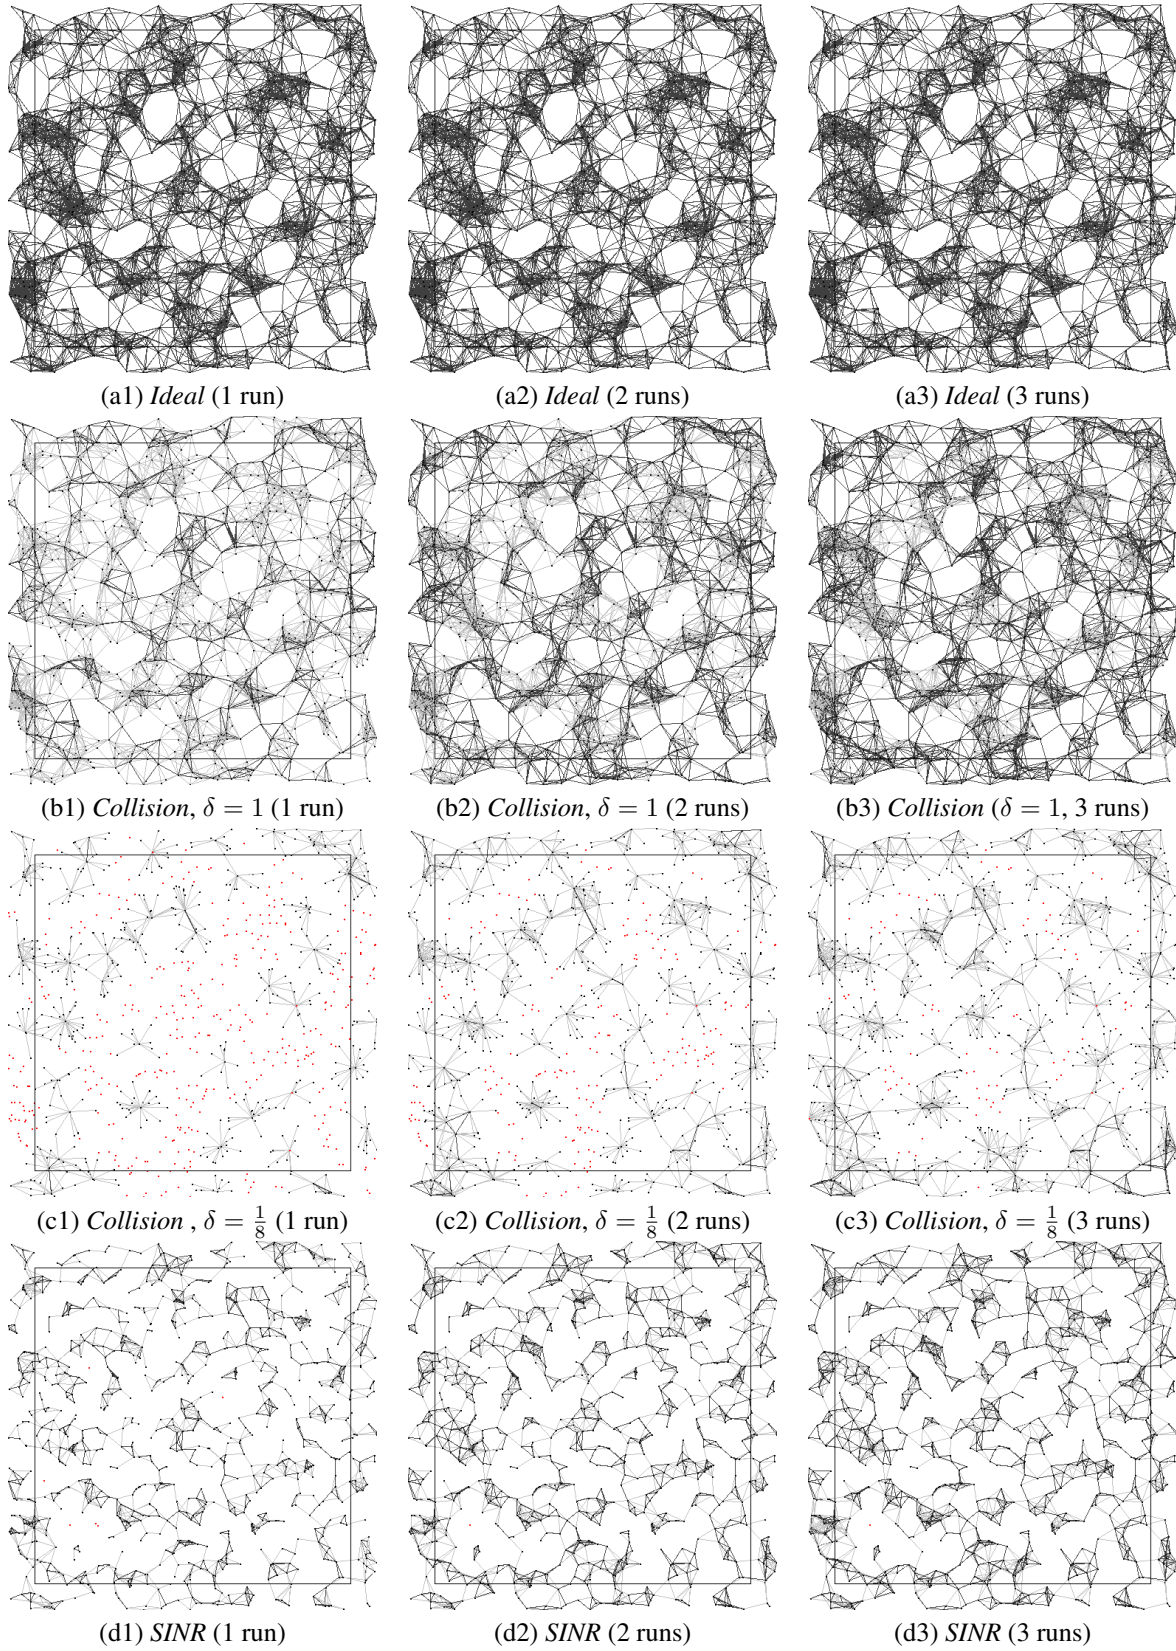 (a1) Ideal (1 run)
(a2) Ideal (2 runs)
(a3) Ideal (3 runs)
(b1) Collision, δ = 1 (1 run)
(b2) Collision, δ = 1 (2 runs)
(b3) Collision (δ = 1, 3 runs)
(c1) Collision , δ = 1/8 (1 run)
(c2) Collision, δ = 1/8 (2 runs)
(c3) Collision, δ = 1/8 (3 runs)
(d1) SINR (1 run)
(d2) SINR (2 runs)
(d3) SINR (3 runs)